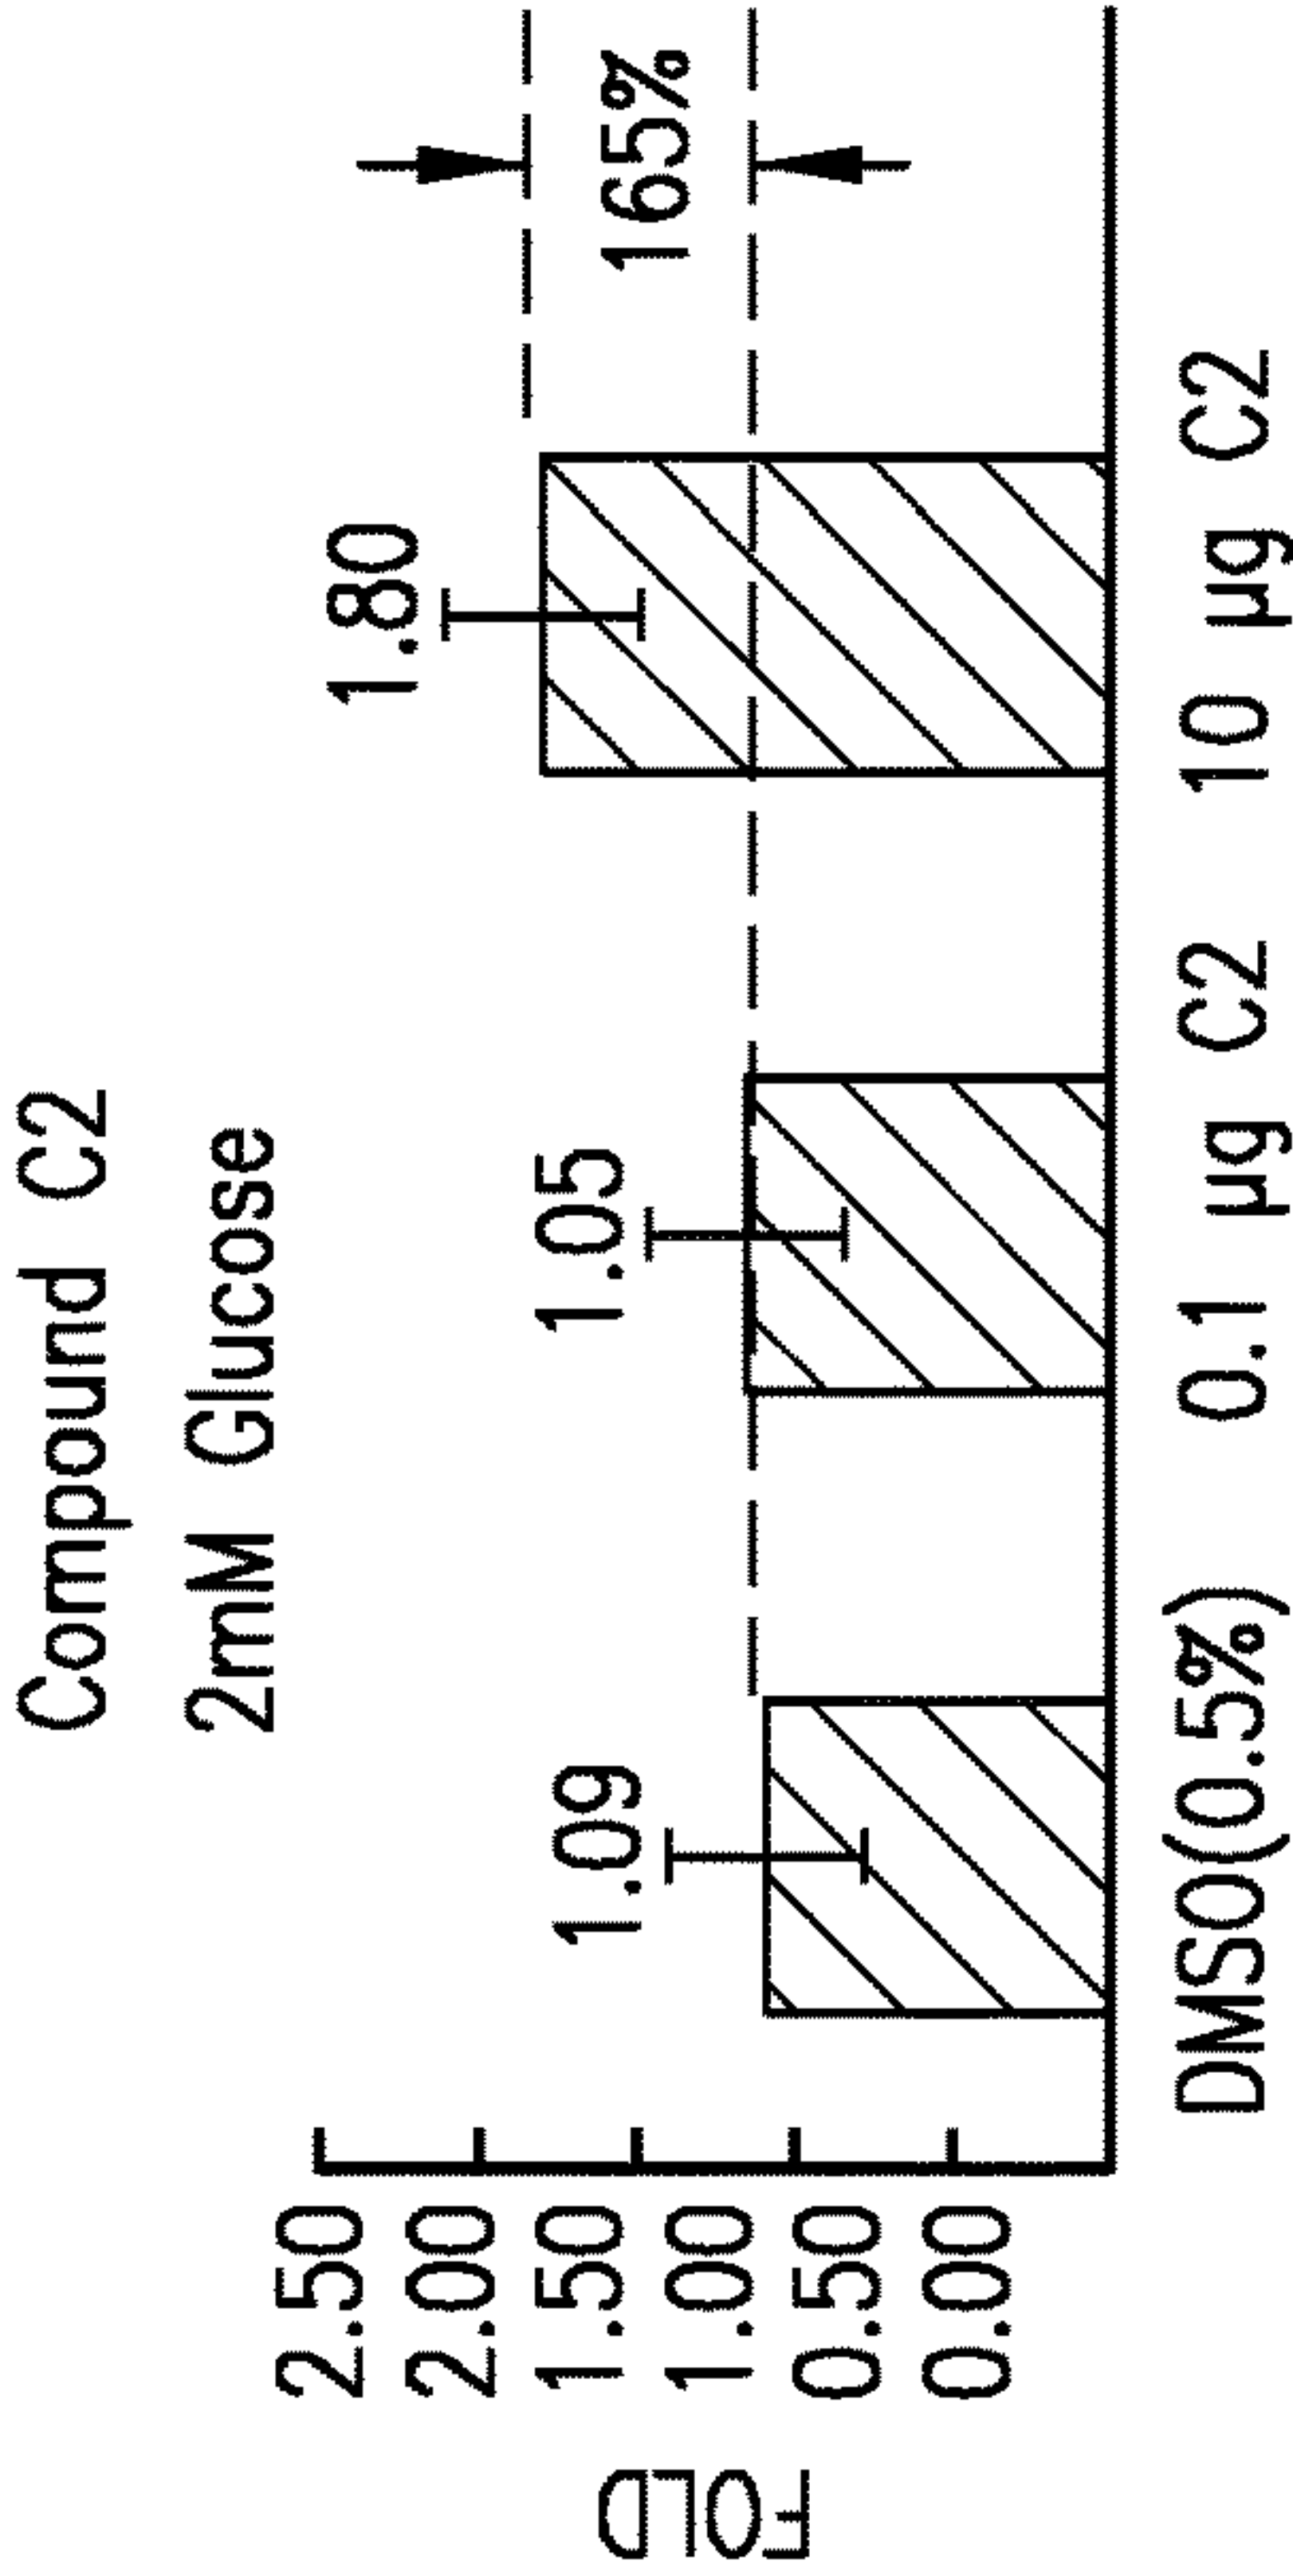 Compound C2
2mM Glucose
FOLD
2.50
2.00
1.50
1.00
0.50
0.00
1.09
1.05
1.80
165%
DMSO(0.5%)
0.1 µg C2
10 µg C2